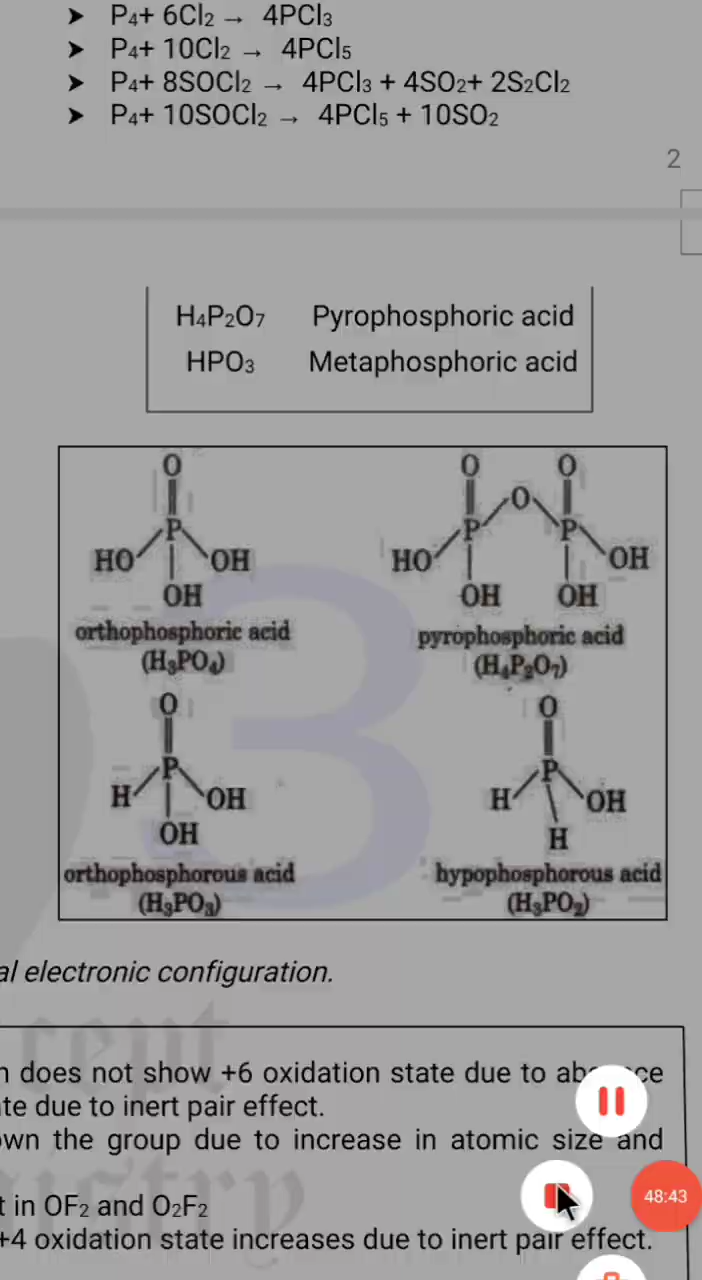 ➤ P₄+ 6Cl₂ → 4PCl₃
➤ P₄+ 10Cl₂ → 4PCl₅
➤ P₄+ 8SOCl₂ → 4PCl₃ + 4SO₂+ 2S₂Cl₂
➤ P₄+ 10SOCl₂ → 4PCl₅ + 10SO₂
2
H₄P₂O₇ Pyrophosphoric acid
HPO₃ Metaphosphoric acid
O
P
HO OH
OH
orthophosphoric acid
(H₃PO₄)
O O
O
P P
HO OH
OH OH
pyrophosphoric acid
(H₄P₂O₇)
O
P
H OH
OH
orthophosphorous acid
(H₃PO₃)
O
P
H OH
H
hypophosphorous acid
(H₃PO₂)
3
al electronic configuration.
does not show +6 oxidation state due to
te due to inert pair effect.
wn the group due to increase in atomic size and
t in OF₂ and O₂F₂
+4 oxidation state increases due to inert pair effect.
48:43